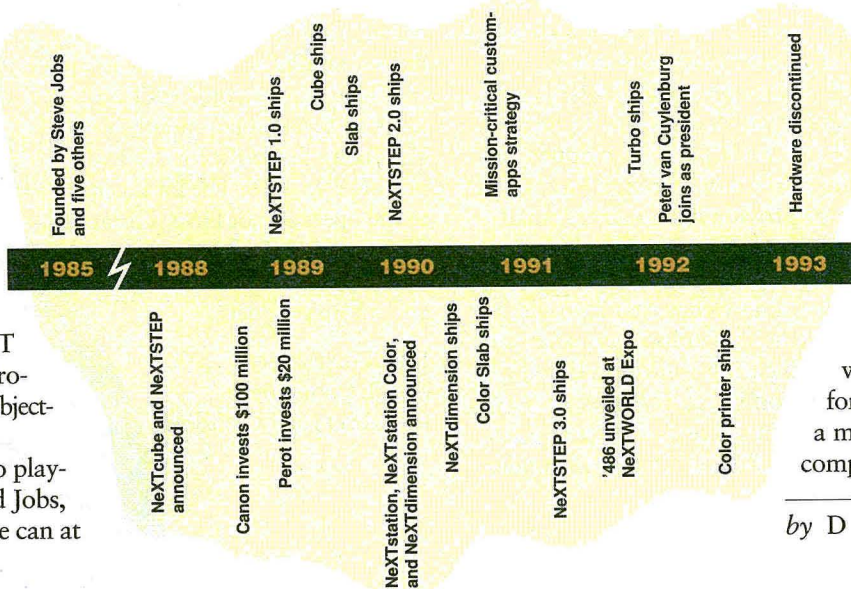 Founded by Steve Jobs
and five others
NeXTSTEP 1.0 ships
Cube ships
Slab ships
NeXTSTEP 2.0 ships
Mission-critical custom-
apps strategy
Turbo ships
Peter van Cuylenburg
joins as president
Hardware discontinued
1985 1988 1989 1990 1991 1992 1993
NeXTcube and NeXTSTEP
announced
Canon invests $100 million
Perot invests $20 million
NeXTstation, NeXTstation Color,
and NeXTdimension announced
NeXTdimension ships
Color Slab ships
NeXTSTEP 3.0 ships
'486 unveiled at
NeXTWORLD Expo
Color printer ships
T
ro-
bject-
o play-
d Jobs,
e can at
w
for
a m
comp
by D